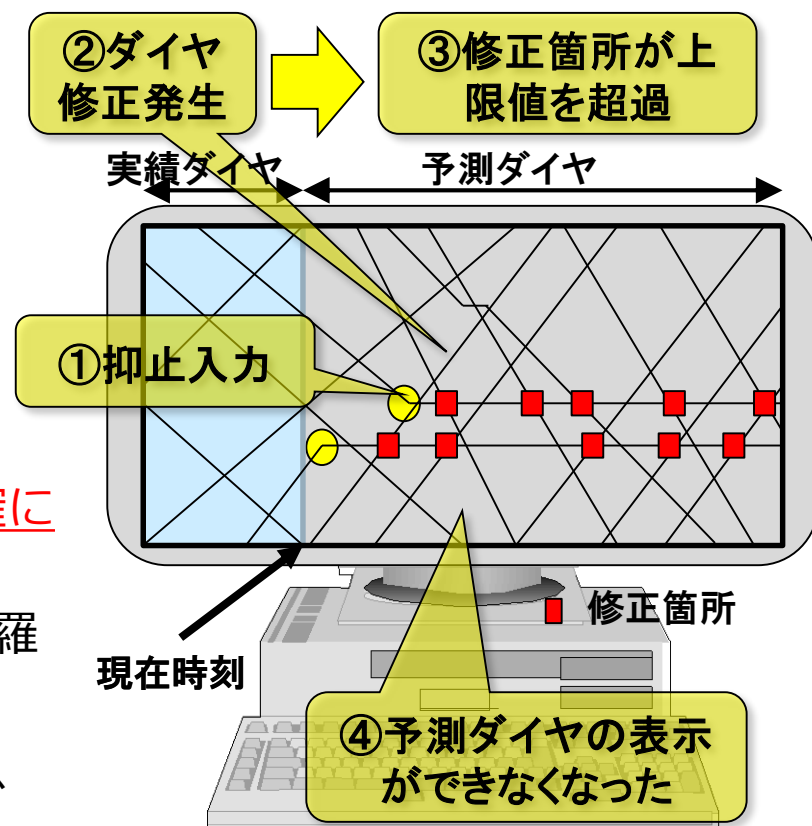 ②ダイヤ
修正発生
③修正箇所が上
限値を超過
実績ダイヤ
予測ダイヤ
①抑止入力
に
羅
修正箇所
現在時刻
④予測ダイヤの表示
ができなくなった